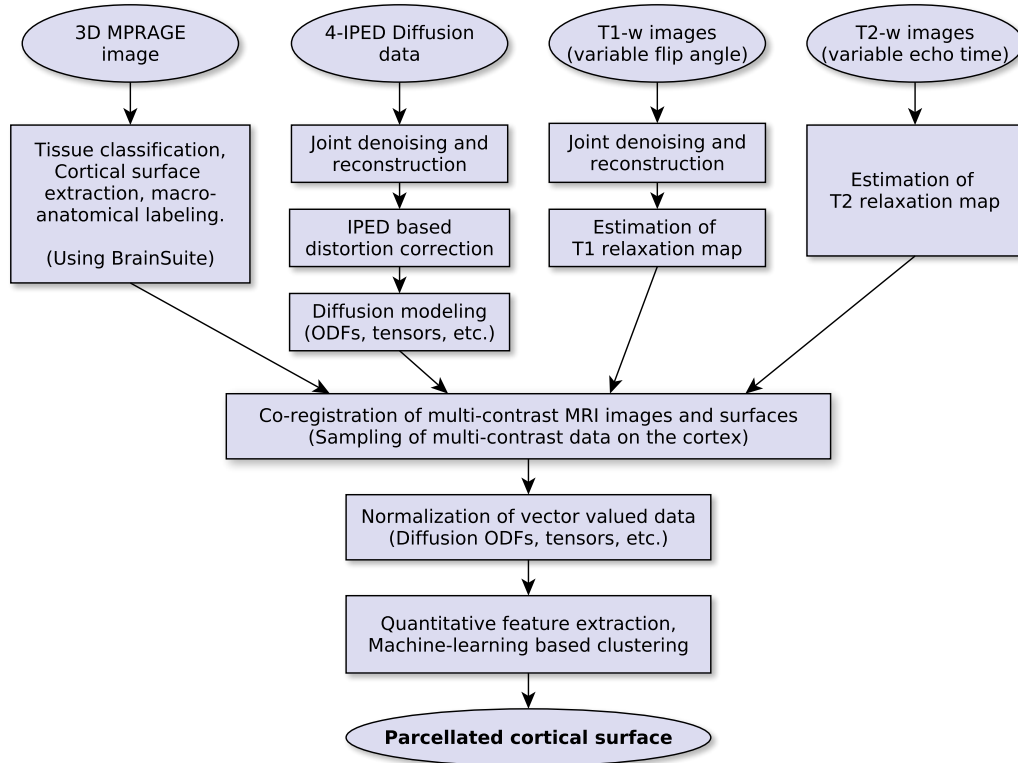 3D MPRAGE
image
4-IPED Diffusion
data
T1-w images
(variable flip angle)
T2-w images
(variable echo time)
Tissue classification,
Cortical surface
extraction, macro-
anatomical labeling.
(Using BrainSuite)
Joint denoising and
reconstruction
IPED based
distortion correction
Diffusion modeling
(ODFs, tensors, etc.)
Joint denoising and
reconstruction
Estimation of
T1 relaxation map
Estimation of
T2 relaxation map
Co-registration of multi-contrast MRI images and surfaces
(Sampling of multi-contrast data on the cortex)
Normalization of vector valued data
(Diffusion ODFs, tensors, etc.)
Quantitative feature extraction,
Machine-learning based clustering
Parcellated cortical surface